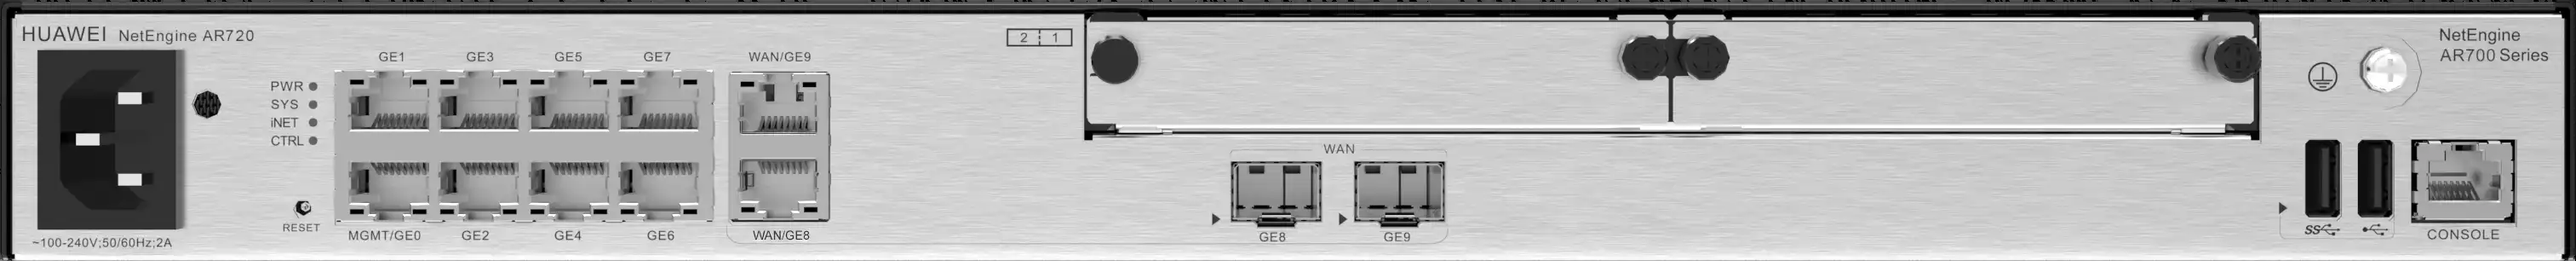 HUAWEI NetEngine AR720
2 1
NetEngine
AR700 Series
GE1 GE3 GE5 GE7 WAN/GE9
PWR
SYS
iNET
CTRL
RESET
~100-240V;50/60Hz;2A
MGMT/GE0 GE2 GE4 GE6 WAN/GE8
WAN
GE8 GE9
SS
CONSOLE